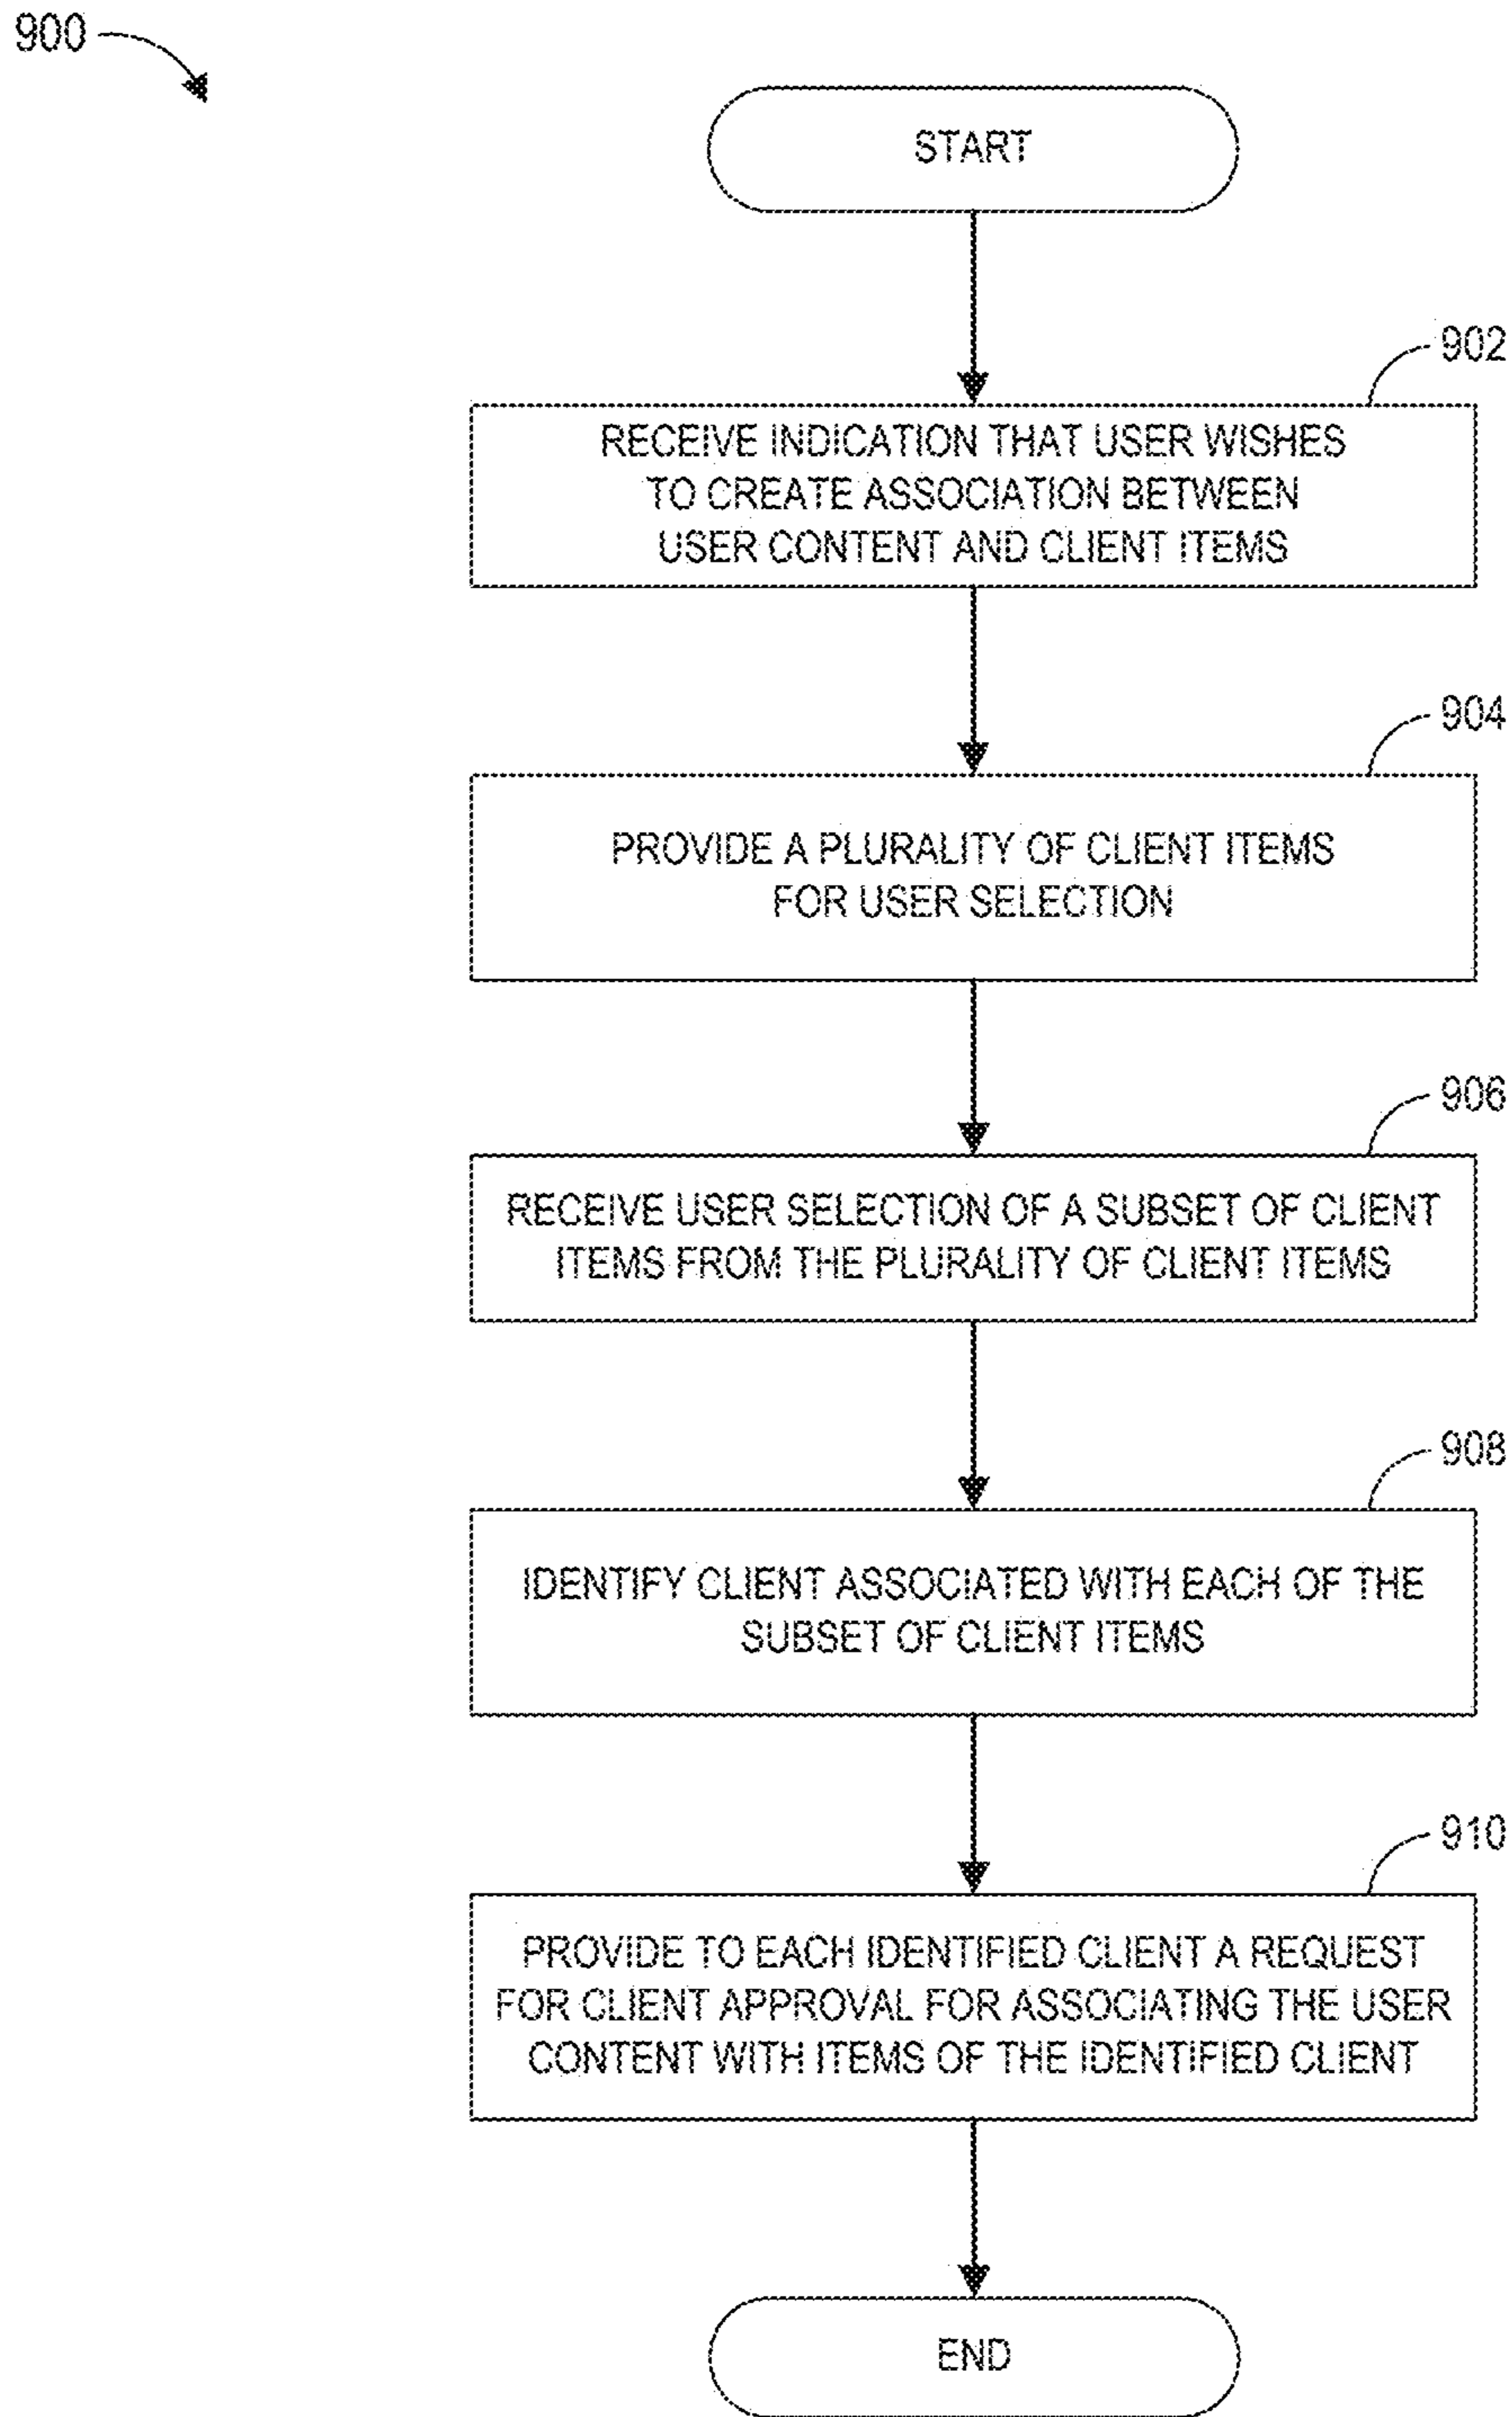 900
START
902
RECEIVE INDICATION THAT USER WISHES
TO CREATE ASSOCIATION BETWEEN
USER CONTENT AND CLIENT ITEMS
904
PROVIDE A PLURALITY OF CLIENT ITEMS
FOR USER SELECTION
906
RECEIVE USER SELECTION OF A SUBSET OF CLIENT
ITEMS FROM THE PLURALITY OF CLIENT ITEMS
908
IDENTIFY CLIENT ASSOCIATED WITH EACH OF THE
SUBSET OF CLIENT ITEMS
910
PROVIDE TO EACH IDENTIFIED CLIENT A REQUEST
FOR CLIENT APPROVAL FOR ASSOCIATING THE USER
CONTENT WITH ITEMS OF THE IDENTIFIED CLIENT
END